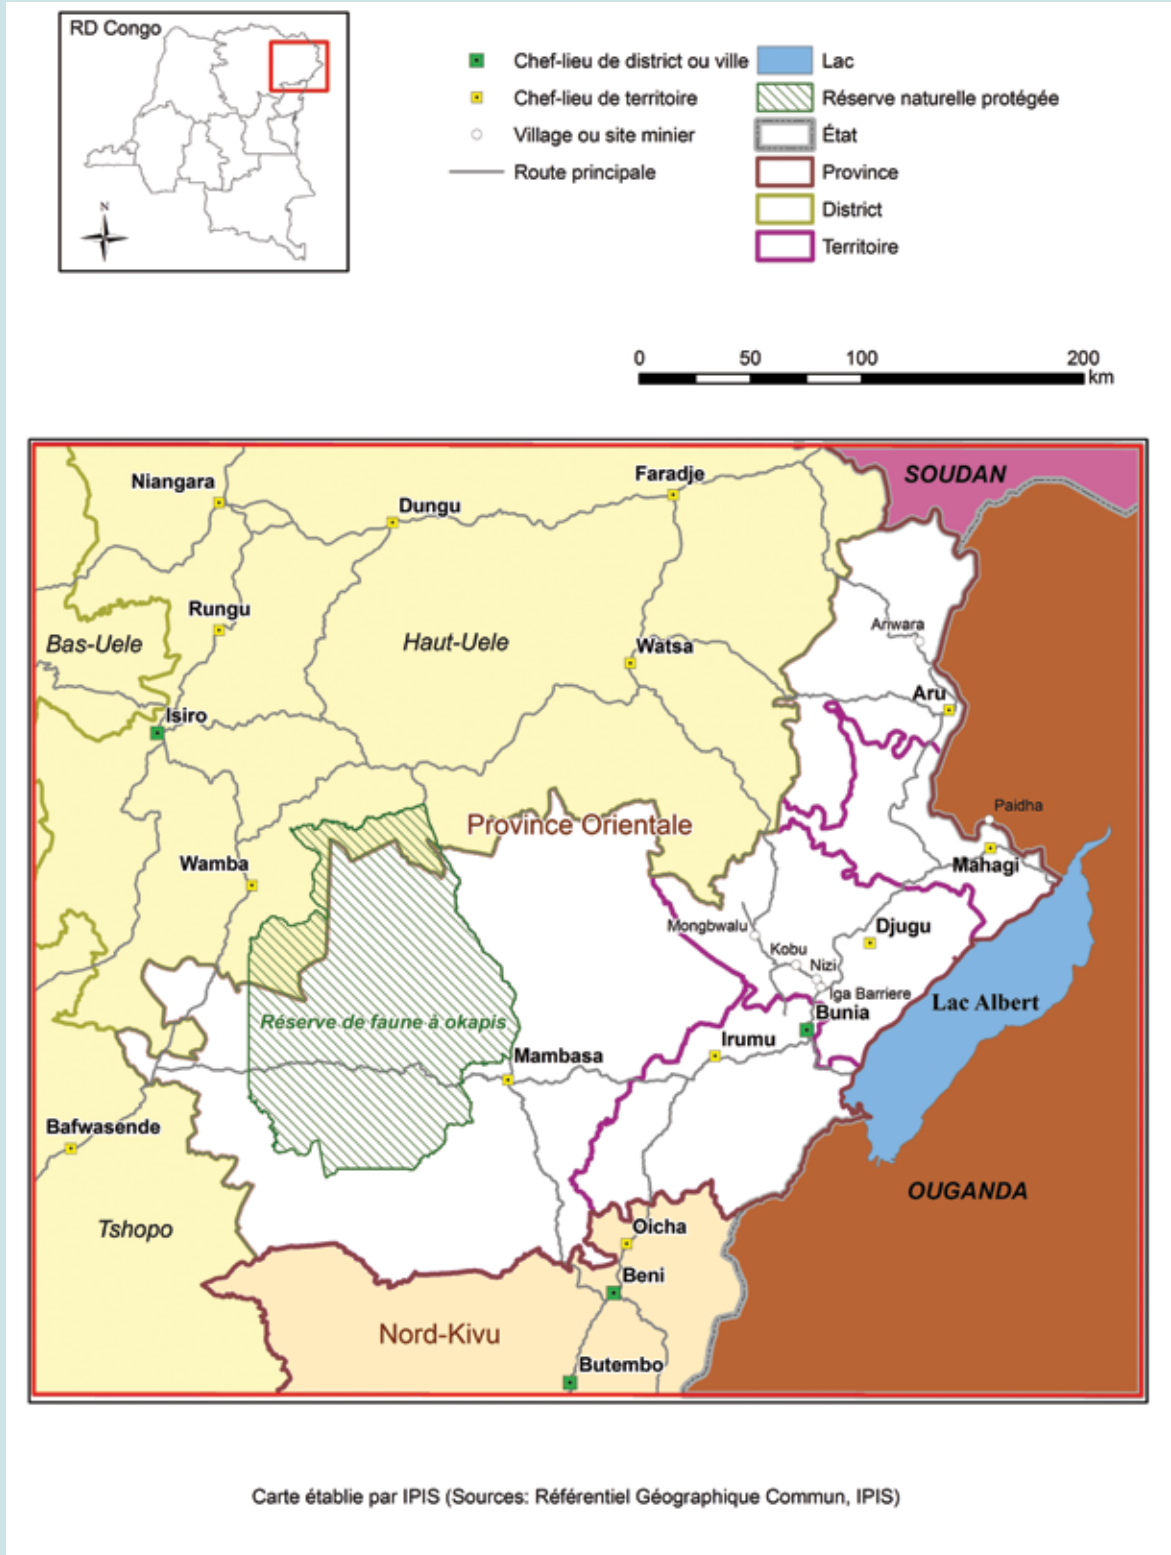 RD Congo
N
Chef-lieu de district ou ville
Chef-lieu de territoire
Village ou site minier
Route principale
Lac
Réserve naturelle protégée
État
Province
District
Territoire
0 50 100 200
km
SOUDAN
Niangara
Faradje
Dungu
Rungu
Ariwara
Bas-Uele
Haut-Uele
Watsa
Aru
Isiro
Paidha
Province Orientale
Wamba
Mahagi
Mongbwalu
Djugu
Kobu
Nizi
Iga Barriere
Lac Albert
Bunia
Réserve de faune à okapis
Irumu
Mambasa
Bafwasende
OUGANDA
Tshopo
Oicha
Beni
Nord-Kivu
Butembo
Carte établie par IPIS (Sources: Référentiel Géographique Commun, IPIS)